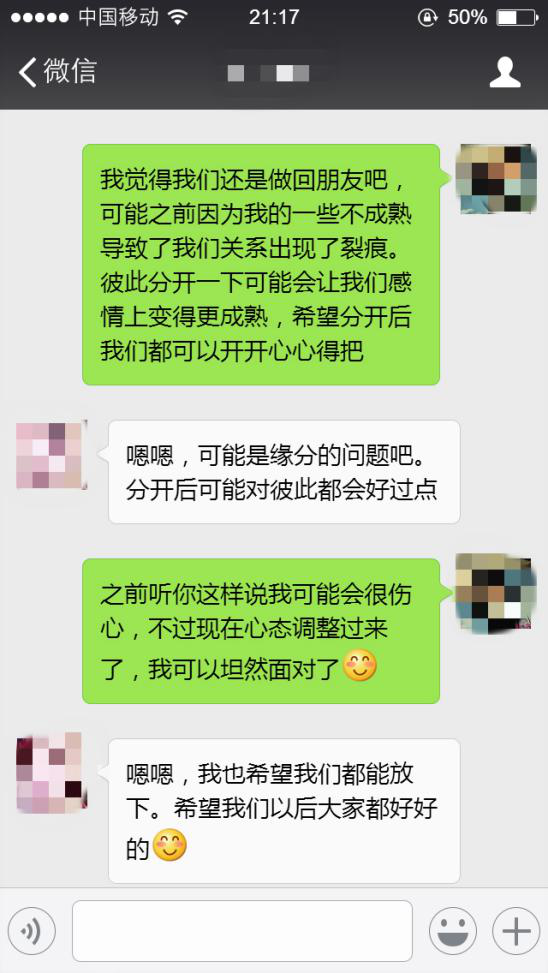 中国移动
21:17
50%
微信
我觉得我们还是做回朋友吧，
可能之前因为我的一些不成熟
导致了我们关系出现了裂痕。
彼此分开一下可能会让我们感
情上变得更成熟，希望分开后
我们都可以开开心心得把
嗯嗯，可能是缘分的问题吧。
分开后可能对彼此都会好过点
之前听你这样说我可能会很伤
心，不过现在心态调整过来
了，我可以坦然面对了😊
嗯嗯，我也希望我们都能放
下。希望我们以后大家都好好
的😊